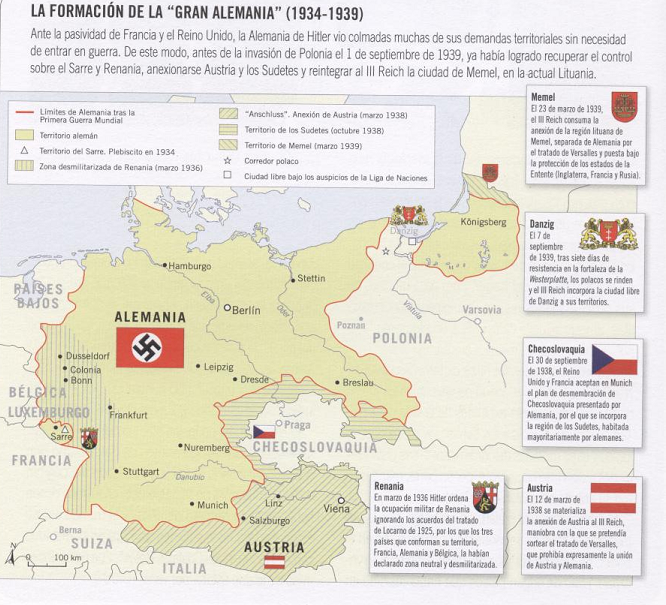 LA FORMACIÓN DE LA “GRAN ALEMANIA” (1934-1939)
Ante la pasividad de Francia y el Reino Unido, la Alemania de Hitler vio colmadas muchas de sus demandas territoriales sin necesidad
de entrar en guerra. De este modo, antes de la invasión de Polonia el 1 de septiembre de 1939, ya había logrado recuperar el control
sobre el Sarre y Renania, anexionarse Austria y los Sudetes y reintegrar al III Reich la ciudad de Memel, en la actual Lituania.
Límites de Alemania tras la
Primera Guerra Mundial
Territorio alemán
Territorio del Sarre. Plebiscito en 1934
Zona desmilitarizada de Renania (marzo 1936)
“Anschluss”. Anexión de Austria (marzo 1938)
Territorio de los Sudetes (octubre 1938)
Territorio de Memel (marzo 1939)
Corredor polaco
Ciudad libre bajo los auspicios de la Liga de Naciones
Memel
El 23 de marzo de 1939,
el III Reich consuma la
anexión de la región lituana de
Memel, separada de Alemania por
el tratado de Versalles y puesta bajo
la protección de los estados de la
Entente (Inglaterra, Francia y Rusia).
Danzig
El 7 de
septiembre
de 1939, tras siete días de
resistencia en la fortaleza de la
Westerplatte, los polacos se rinden
y el III Reich incorpora la ciudad libre
de Danzig a sus territorios.
Checoslovaquia
El 30 de septiembre
de 1938, el Reino
Unido y Francia aceptan en Munich
el plan de desmembración de
Checoslovaquia presentado por
Alemania, por el que se incorpora
la región de los Sudetes, habitada
mayoritariamente por alemanes.
Renania
En marzo de 1936 Hitler ordena
la ocupación militar de Renania
ignorando los acuerdos del tratado
de Locarno de 1925, por los que los tres
países que conforman su territorio,
Francia, Alemania y Bélgica, la habían
declarado zona neutral y desmilitarizada.
Austria
El 12 de marzo de
1938 se materializa
la anexión de Austria al III Reich,
maniobra con la que se pretendía
sortear el tratado de Versalles,
que prohibía expresamente la unión
de Austria y Alemania.
Königsberg
Danzig
Hamburgo
Stettin
PAÍSES
BAJOS
Elba
Oder
Berlín
Vístula
Varsovia
ALEMANIA
Poznan
POLONIA
Dusseldorf
Colonia
Bonn
Leipzig
Dresde
Breslau
BÉLGICA
LUXEMBURGO
Frankfurt
Praga
Sarre
CHECOSLOVAQUIA
Nuremberg
FRANCIA
Stuttgart
Danubio
Munich
Linz
Viena
Salzburgo
Berna
SUIZA
AUSTRIA
ITALIA
N
0 100 km